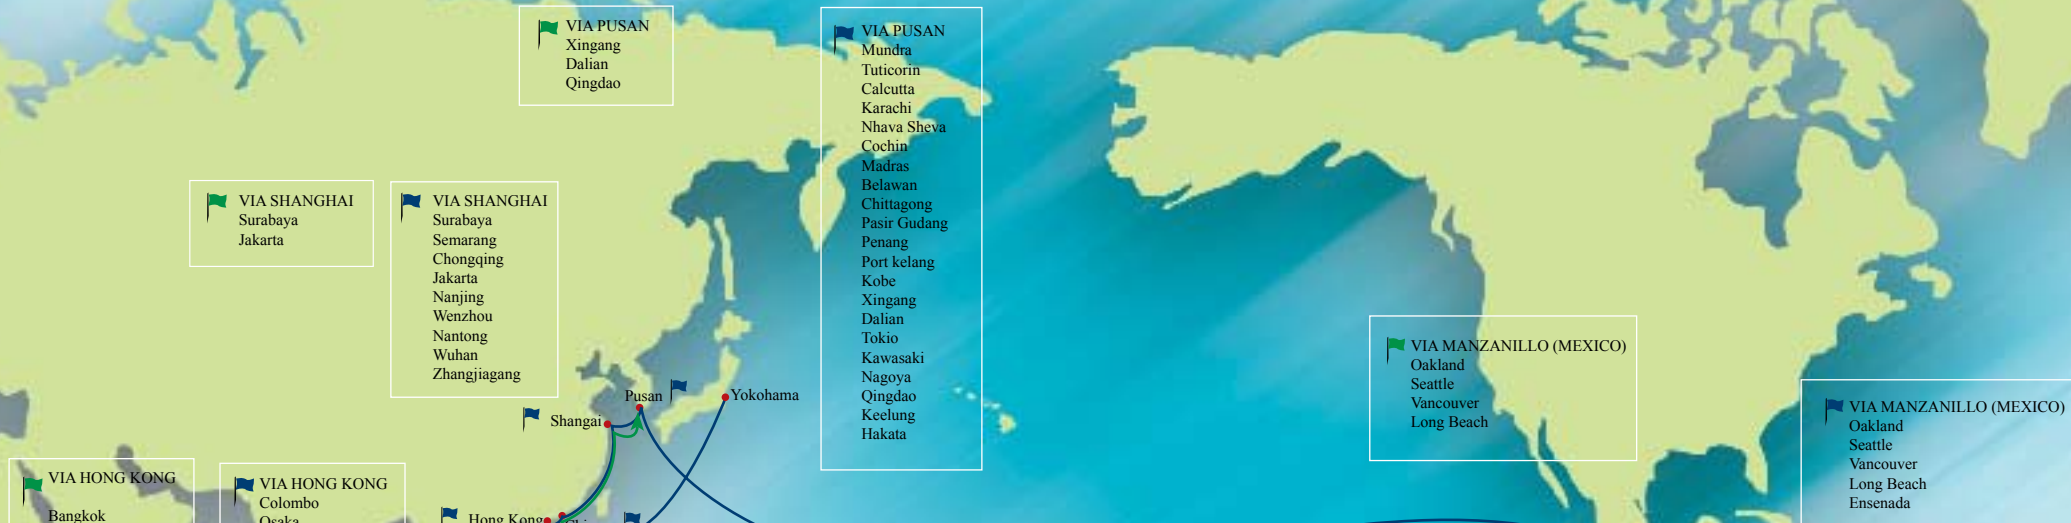 VIA PUSAN
Xingang
Dalian
Qingdao
VIA PUSAN
Mundra
Tuticorin
Calcutta
Karachi
Nhava Sheva
Cochin
Madras
Belawan
Chittagong
Pasir Gudang
Penang
Port kelang
Kobe
Xingang
Dalian
Tokio
Kawasaki
Nagoya
Qingdao
Keelung
Hakata
VIA SHANGHAI
Surabaya
Jakarta
VIA SHANGHAI
Surabaya
Semarang
Chongqing
Jakarta
Nanjing
Wenzhou
Nantong
Wuhan
Zhangjiagang
VIA MANZANILLO (MEXICO)
Oakland
Seattle
Vancouver
Long Beach
VIA MANZANILLO (MEXICO)
Oakland
Seattle
Vancouver
Long Beach
Ensenada
Pusan
Yokohama
Shangai
VIA HONG KONG
Bangkok
VIA HONG KONG
Colombo
Osaka
Hong Kong